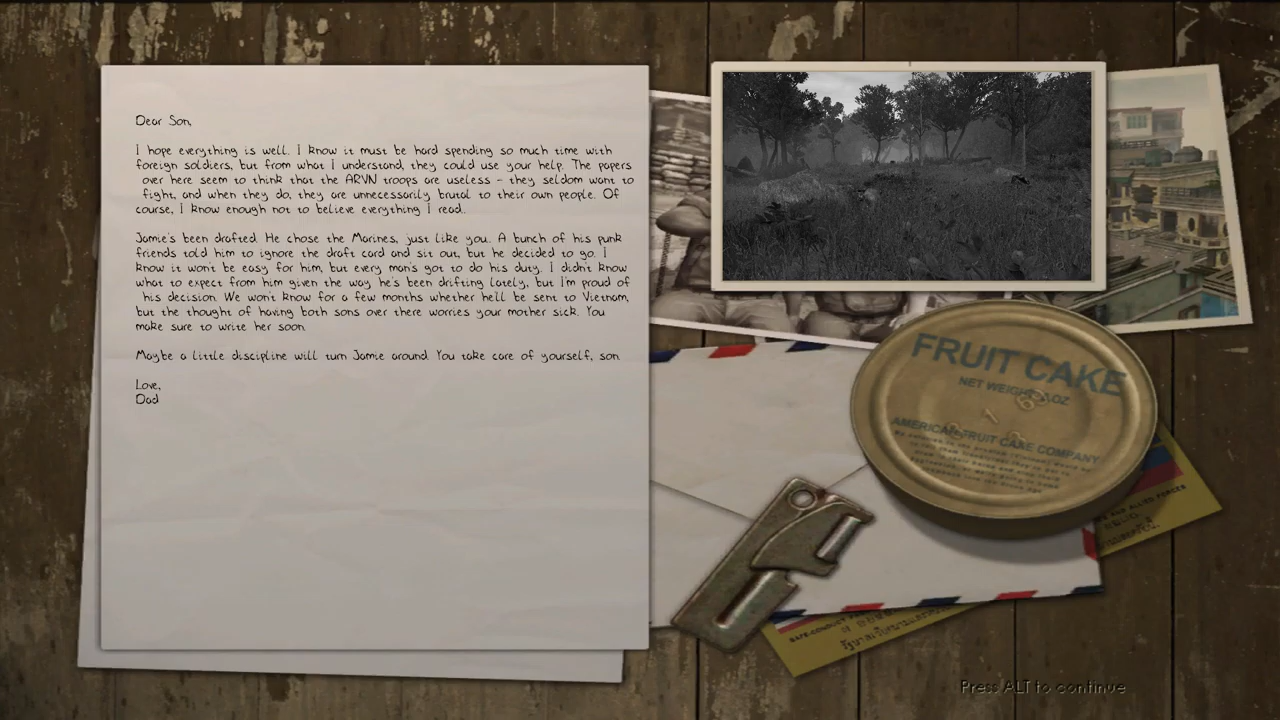 Dear Son,
I hope everything is well. I know it must be hard spending so much time with
foreign soldiers, but from what I understand, they could use your help. The papers
over here seem to think that the ARVN troops are useless - they seldom want to
fight, and when they do, they are unnecessarily brutal to their own people. Of
course, I know enough not to believe everything I read..
Jamie's been drafted. He chose the Marines, just like you. A bunch of his punk
friends told him to ignore the draft card and sit out, but he decided to go. I
know it won't be easy for him, but every man's got to do his duty. I didn't know
what to expect from him given the way he's been drifting lately, but I'm proud of
his decision. We won't know for a few months whether hell be sent to Vietnam,
but the thought of having both sons over there worries your mother sick. You
make sure to write her soon.
Maybe a little discipline will turn Jamie around. You take care of yourself, son.
Love,
Dad
FRUIT CAKE
NET WEIGHT OZ
AMERICAN FRUIT CAKE COMPANY
AND ALLIED FORCES
SAFE-CONDUCT
Press ALT to continue